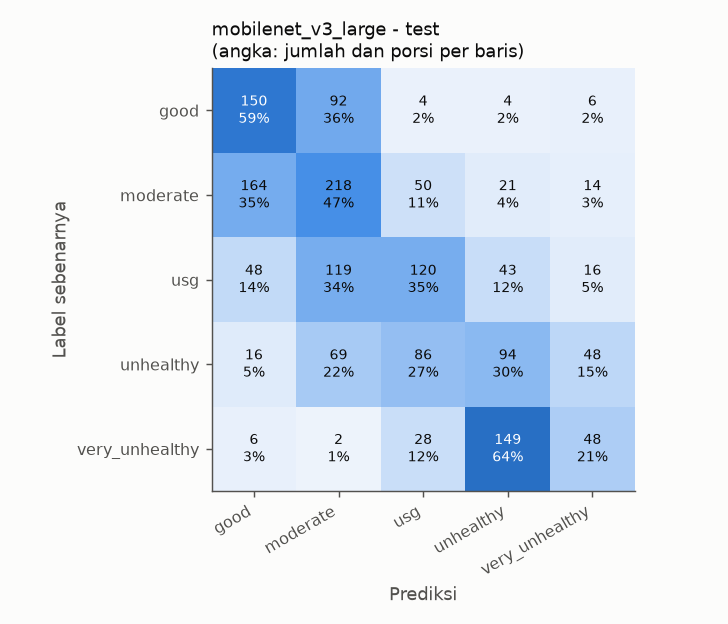 mobilenet_v3_large - test
(angka: jumlah dan porsi per baris)
Label sebenarnya
good
150 92 4 4 6
59% 36% 2% 2% 2%
moderate
164 218 50 21 14
35% 47% 11% 4% 3%
usg
48 119 120 43 16
14% 34% 35% 12% 5%
unhealthy
16 69 86 94 48
5% 22% 27% 30% 15%
very_unhealthy
6 2 28 149 48
3% 1% 12% 64% 21%
good moderate usg unhealthy very_unhealthy
Prediksi